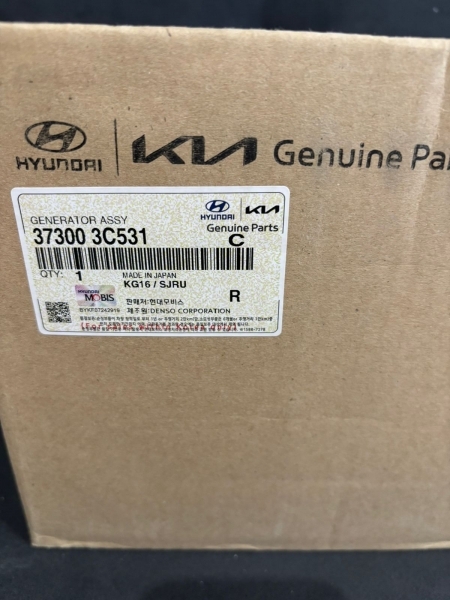 HYUNDAI KIA Genuine Pa
GENERATOR ASSY
HYUNDAI KIA
Genuine Parts
37300 3C531
C
QTY: 1
MADE IN JAPAN
KG16 / SJRU
HYUNDAI
MOBIS
R
판매처:현대모비스
제조원:DENSO CORPORATION